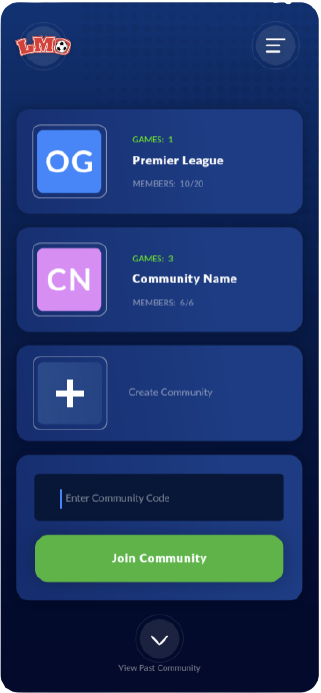 LMO
GAMES: 1
OG
Premier League
MEMBERS: 10/20
GAMES: 3
CN
Community Name
MEMBERS: 6/6
Create Community
Enter Community Code
Join Community
View Past Community